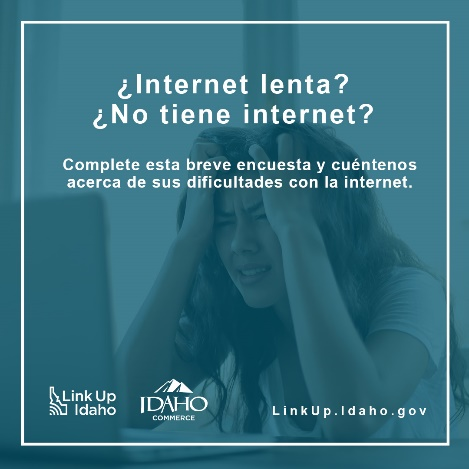 ¿Internet lenta?
¿No tiene internet?
Complete esta breve encuesta y cuéntenos
acerca de sus dificultades con la internet.
Link Up
Idaho
IDAHO
COMMERCE
LinkUp.Idaho.gov